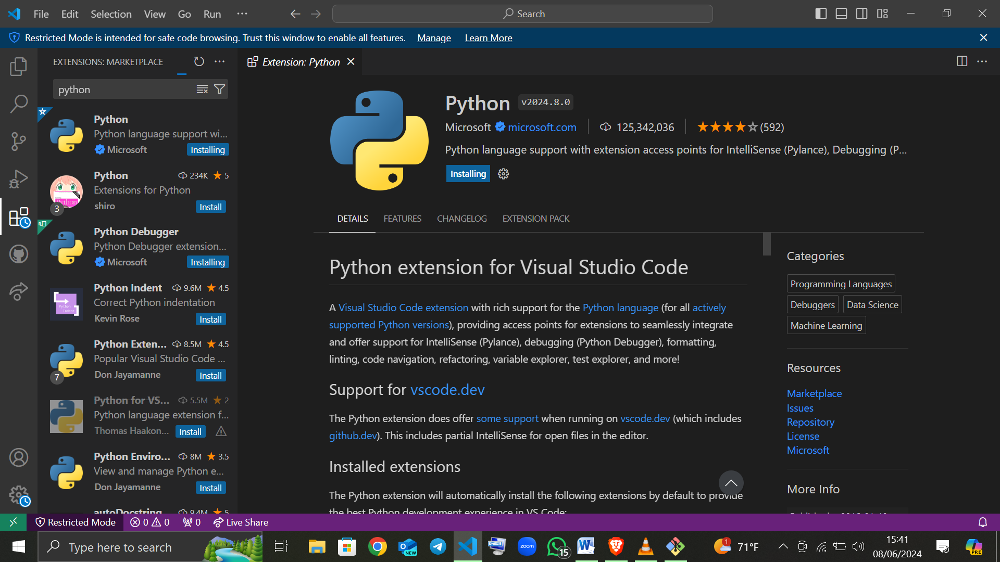 File Edit Selection View Go Run ···
Search
Restricted Mode is intended for safe code browsing. Trust this window to enable all features. Manage Learn More
EXTENSIONS: MARKETPLACE
python
Python
Python language support wi...
Microsoft Installing
Python 234K 5
Extensions for Python
3 shiro Install
Python Debugger
Python Debugger extension...
Microsoft Installing
Python Indent 9.6M 4.5
Correct Python indentation
Kevin Rose Install
Python Exten... 8.5M 4.5
Popular Visual Studio Code ...
7 Don Jayamanne Install
Python for VS... 5.5M 2
Python language extension f...
Thomas Haakon... Install
Python Enviro... 8M 3.5
View and manage Python e...
Don Jayamanne Install
autoDocstring 9.4M 5
Extension: Python
Python v2024.8.0
Microsoft microsoft.com 125,342,036 (592)
Python language support with extension access points for IntelliSense (Pylance), Debugging (P...
Installing
DETAILS FEATURES CHANGELOG EXTENSION PACK
Python extension for Visual Studio Code
A Visual Studio Code extension with rich support for the Python language (for all actively
supported Python versions), providing access points for extensions to seamlessly integrate
and offer support for IntelliSense (Pylance), debugging (Python Debugger), formatting,
linting, code navigation, refactoring, variable explorer, test explorer, and more!
Support for vscode.dev
The Python extension does offer some support when running on vscode.dev (which includes
github.dev). This includes partial IntelliSense for open files in the editor.
Installed extensions
The Python extension will automatically install the following extensions by default to provide
the best Python development experience in VS Code:
Categories
Programming Languages
Debuggers Data Science
Machine Learning
Resources
Marketplace
Issues
Repository
License
Microsoft
More Info
Restricted Mode 0 0 0 Live Share
Type here to search
NEW
zoom
15
1 71°F
15:41
08/06/2024
PRE